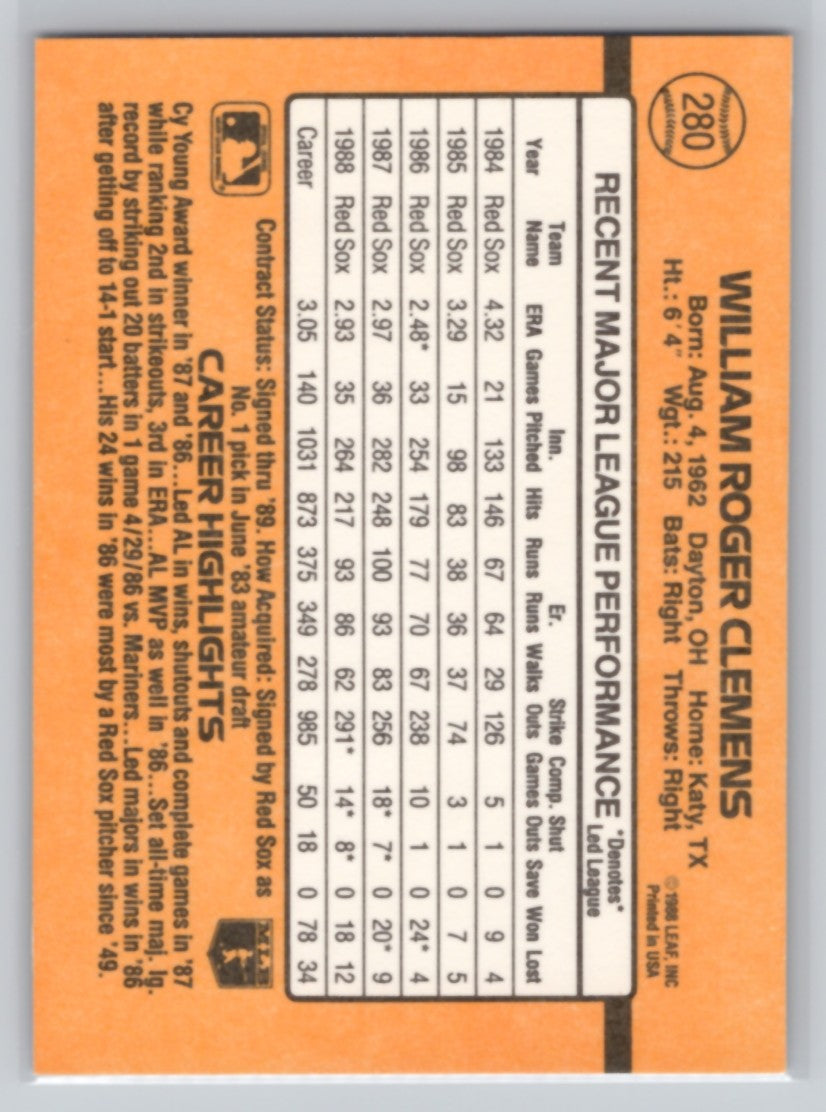 280
WILLIAM ROGER CLEMENS
Born: Aug. 4, 1962 Dayton, OH Home: Katy, TX
Ht.: 6'4" Wgt.: 215 Bats: Right Throws: Right
© 1988 LEAF, INC
Printed in USA
RECENT MAJOR LEAGUE PERFORMANCE *Denotes*
Led League
Team Inn. Er. Strike Comp. Shut
Year Name ERA Games Pitched Hits Runs Runs Walks Outs Games Outs Save Won Lost
1984 Red Sox 4.32 21 133 146 67 64 29 126 5 1 0 9 4
1985 Red Sox 3.29 15 98 83 38 36 37 74 3 1 0 7 5
1986 Red Sox 2.48* 33 254 179 77 70 67 238 10 1 0 24* 4
1987 Red Sox 2.97 36 282 248 100 93 83 256 18* 7* 0 20* 9
1988 Red Sox 2.93 35 264 217 93 86 62 291* 14* 8* 0 18 12
Career 3.05 140 1031 873 375 349 278 985 50 18 0 78 34
Contract Status: Signed thru '89. How Acquired: Signed by Red Sox as
No. 1 pick in June '83 amateur draft
MLB
CAREER HIGHLIGHTS
Cy Young Award winner in '87 and '86...Led AL in wins, shutouts and complete games in '87
while ranking 2nd in strikeouts, 3rd in ERA...AL MVP as well in '86...Set all-time maj. lg.
record by striking out 20 batters in 1 game 4/29/86 vs. Mariners...Led majors in wins in '86
after getting off to 14-1 start...His 24 wins in '86 were most by a Red Sox pitcher since '49.